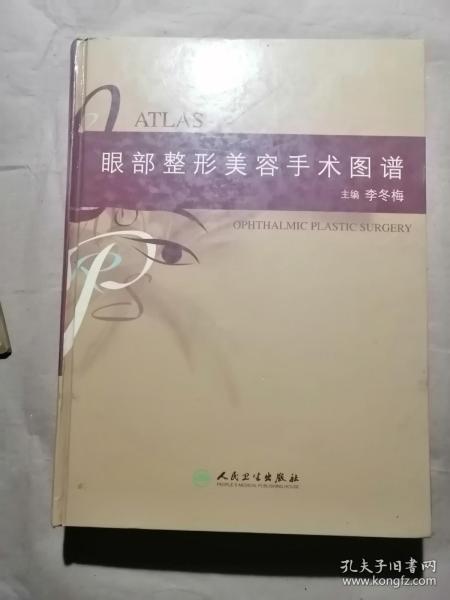 ATLAS
眼部整形美容手术图谱
主编 李冬梅
OPHTHALMIC PLASTIC SURGERY
P
人民卫生出版社
PEOPLE'S MEDICAL PUBLISHING HOUSE
孔夫子旧书网
www.kongfz.com